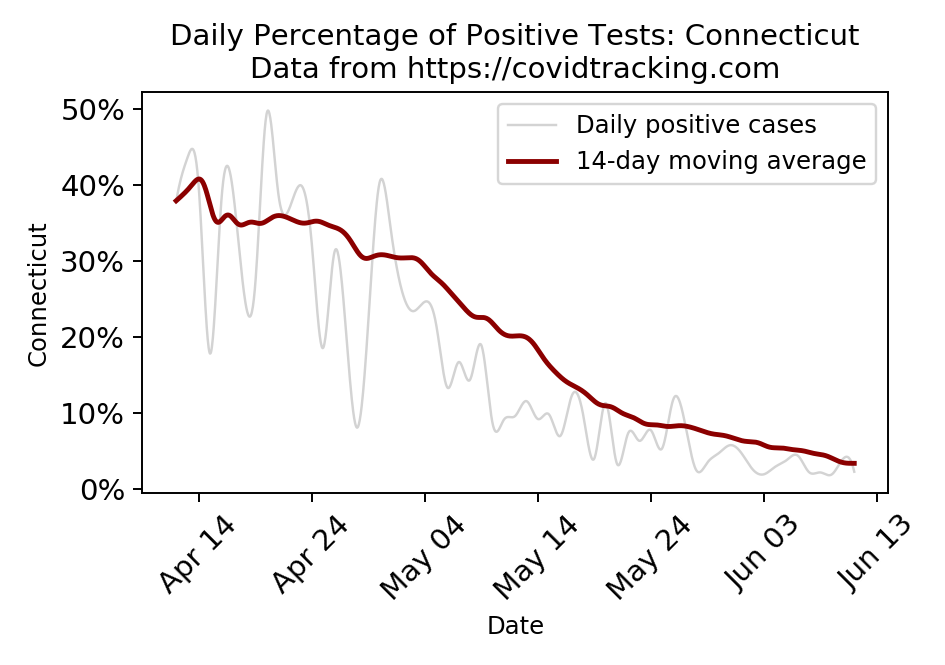 Daily Percentage of Positive Tests: Connecticut
Data from https://covidtracking.com
Daily positive cases
14-day moving average
50%
40%
30%
20%
10%
0%
Connecticut
Apr 14
Apr 24
May 04
May 14
May 24
Jun 03
Jun 13
Date